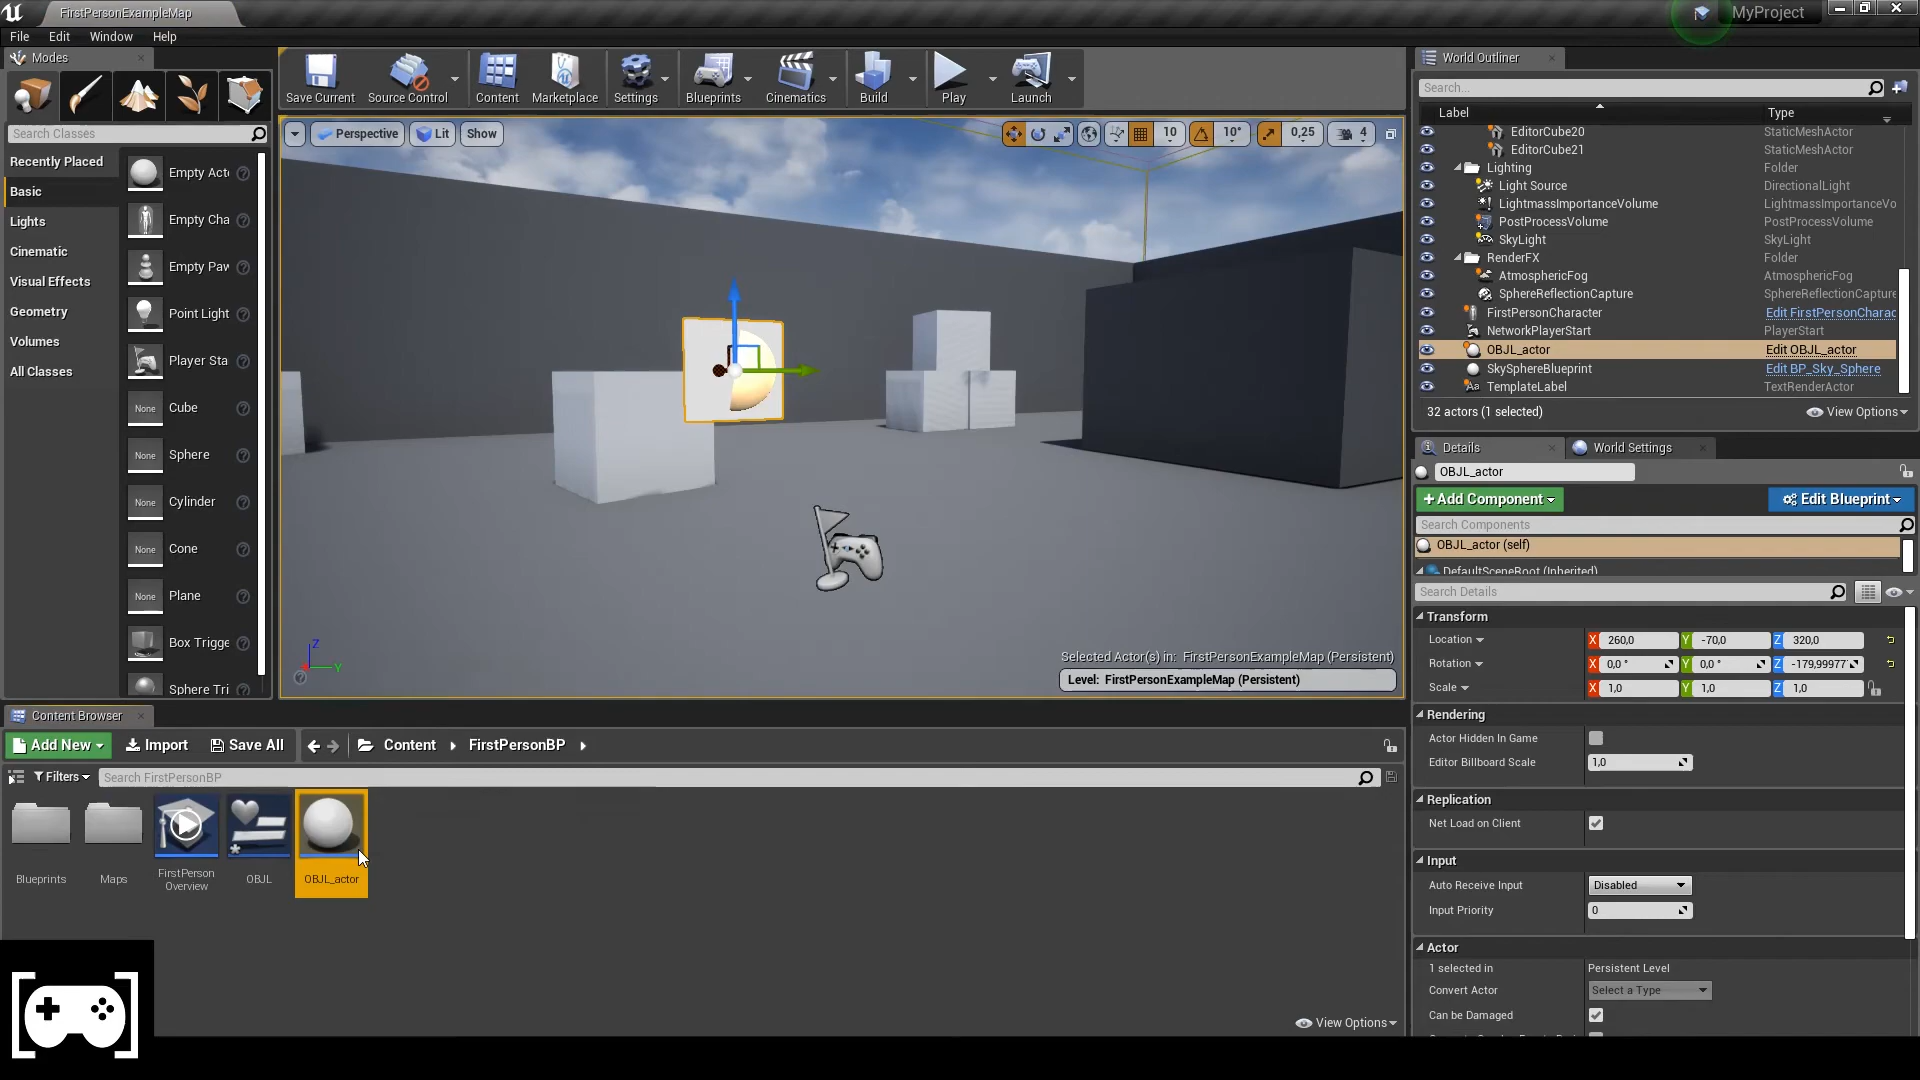 FirstPersonExampleMap
MyProject
File Edit Window Help
Modes
Save Current
Source Control
Content
Marketplace
Settings
Blueprints
Cinematics
Build
Play
Launch
Search Classes
Recently Placed
Basic
Lights
Cinematic
Visual Effects
Geometry
Volumes
All Classes
Empty Acto
Empty Cha
Empty Paw
Point Light
Player Sta
None Cube
None Sphere
None Cylinder
None Cone
None Plane
Box Trigge
Sphere Tri
Perspective
Lit
Show
10
10°
0,25
4
Z
Y
Selected Actor(s) in: FirstPersonExampleMap (Persistent)
Level: FirstPersonExampleMap (Persistent)
World Outliner
Search...
Label Type
EditorCube20 StaticMeshActor
EditorCube21 StaticMeshActor
Lighting Folder
Light Source DirectionalLight
LightmassImportanceVolume LightmassImportanceVo
PostProcessVolume PostProcessVolume
SkyLight SkyLight
RenderFX Folder
AtmosphericFog AtmosphericFog
SphereReflectionCapture SphereReflectionCapture
FirstPersonCharacter Edit FirstPersonCharac
NetworkPlayerStart PlayerStart
OBJL_actor Edit OBJL_actor
SkySphereBlueprint Edit BP_Sky_Sphere
TemplateLabel TextRenderActor
32 actors (1 selected)
View Options
Details
World Settings
OBJL_actor
+Add Component
Edit Blueprint
Search Components
OBJL_actor (self)
DefaultSceneRoot (Inherited)
Search Details
Transform
Location X 260,0 Y -70,0 Z 320,0
Rotation X 0,0 ° Y 0,0 ° Z -179,99977
Scale X 1,0 Y 1,0 Z 1,0
Rendering
Actor Hidden In Game
Editor Billboard Scale 1,0
Replication
Net Load on Client
Input
Auto Receive Input Disabled
Input Priority 0
Actor
1 selected in Persistent Level
Convert Actor Select a Type
Can be Damaged
Content Browser
Add New
Import
Save All
Content
FirstPersonBP
Filters
Search FirstPersonBP
Blueprints
Maps
FirstPerson
Overview
OBJL
OBJL_actor
View Options